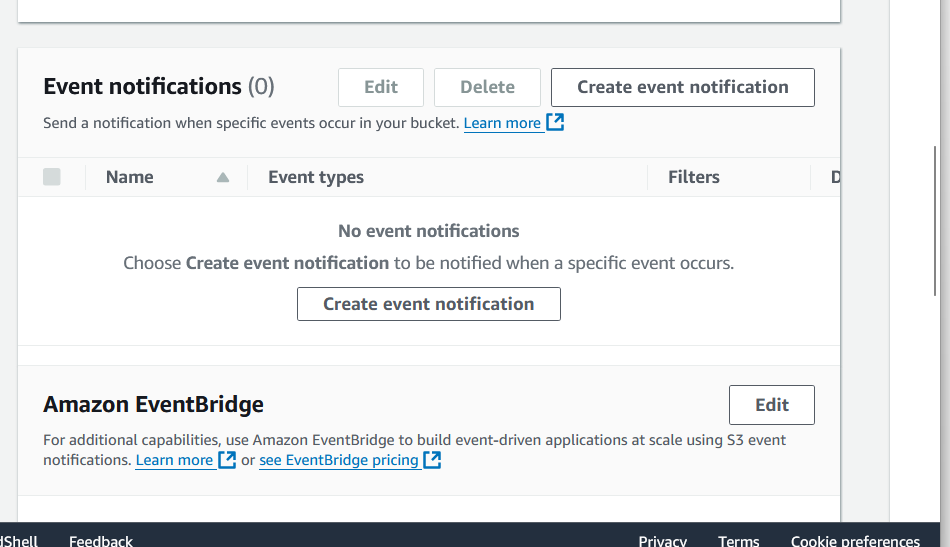 Event notifications (0)
Edit
Delete
Create event notification
Send a notification when specific events occur in your bucket. Learn more
Name
Event types
Filters
D
No event notifications
Choose Create event notification to be notified when a specific event occurs.
Create event notification
Amazon EventBridge
Edit
For additional capabilities, use Amazon EventBridge to build event-driven applications at scale using S3 event
notifications. Learn more or see EventBridge pricing
dShell
Feedback
Privacy
Terms
Cookie preferences